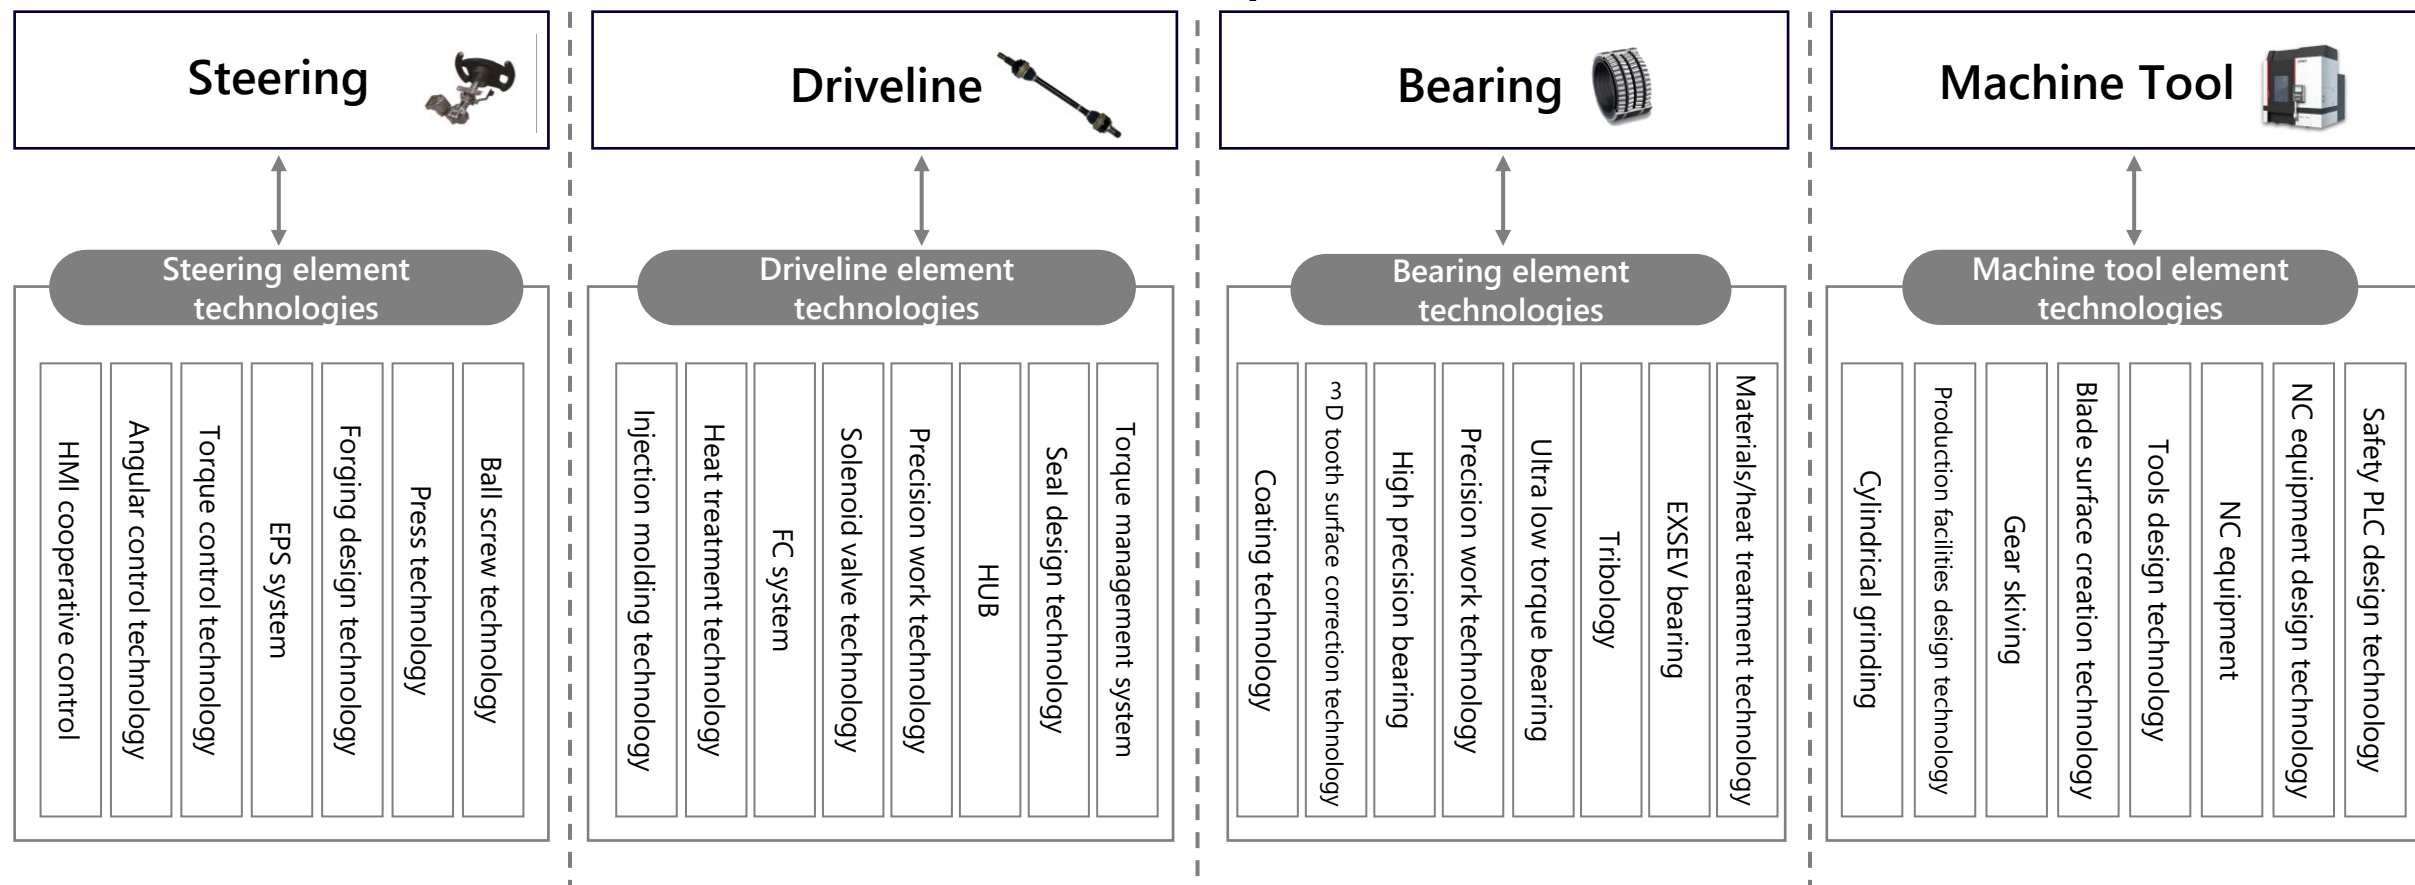 Steering
Driveline
Bearing
Machine Tool
Steering element
technologies
Driveline element
technologies
Bearing element
technologies
Machine tool element
technologies
HMI cooperative control
Angular control technology
Torque control technology
EPS system
Forging design technology
Press technology
Ball screw technology
Injection molding technology
Heat treatment technology
FC system
Solenoid valve technology
Precision work technology
HUB
Seal design technology
Torque management system
Coating technology
3D tooth surface correction technology
High precision bearing
Precision work technology
Ultra low torque bearing
Tribology
EXSEV bearing
Materials/heat treatment technology
Cylindrical grinding
Production facilities design technology
Gear skiving
Blade surface creation technology
Tools design technology
NC equipment
NC equipment design technology
Safety PLC design technology